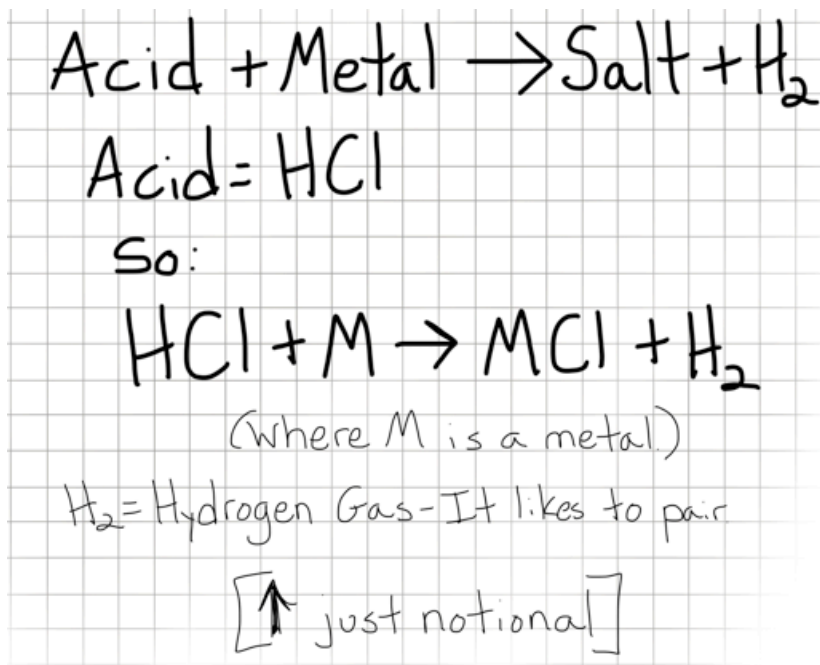 Acid + Metal → Salt + H₂
Acid = HCl
So:
HCl + M → MCl + H₂
(Where M is a metal.)
H₂ = Hydrogen Gas - It likes to pair.
[↑ just notional]